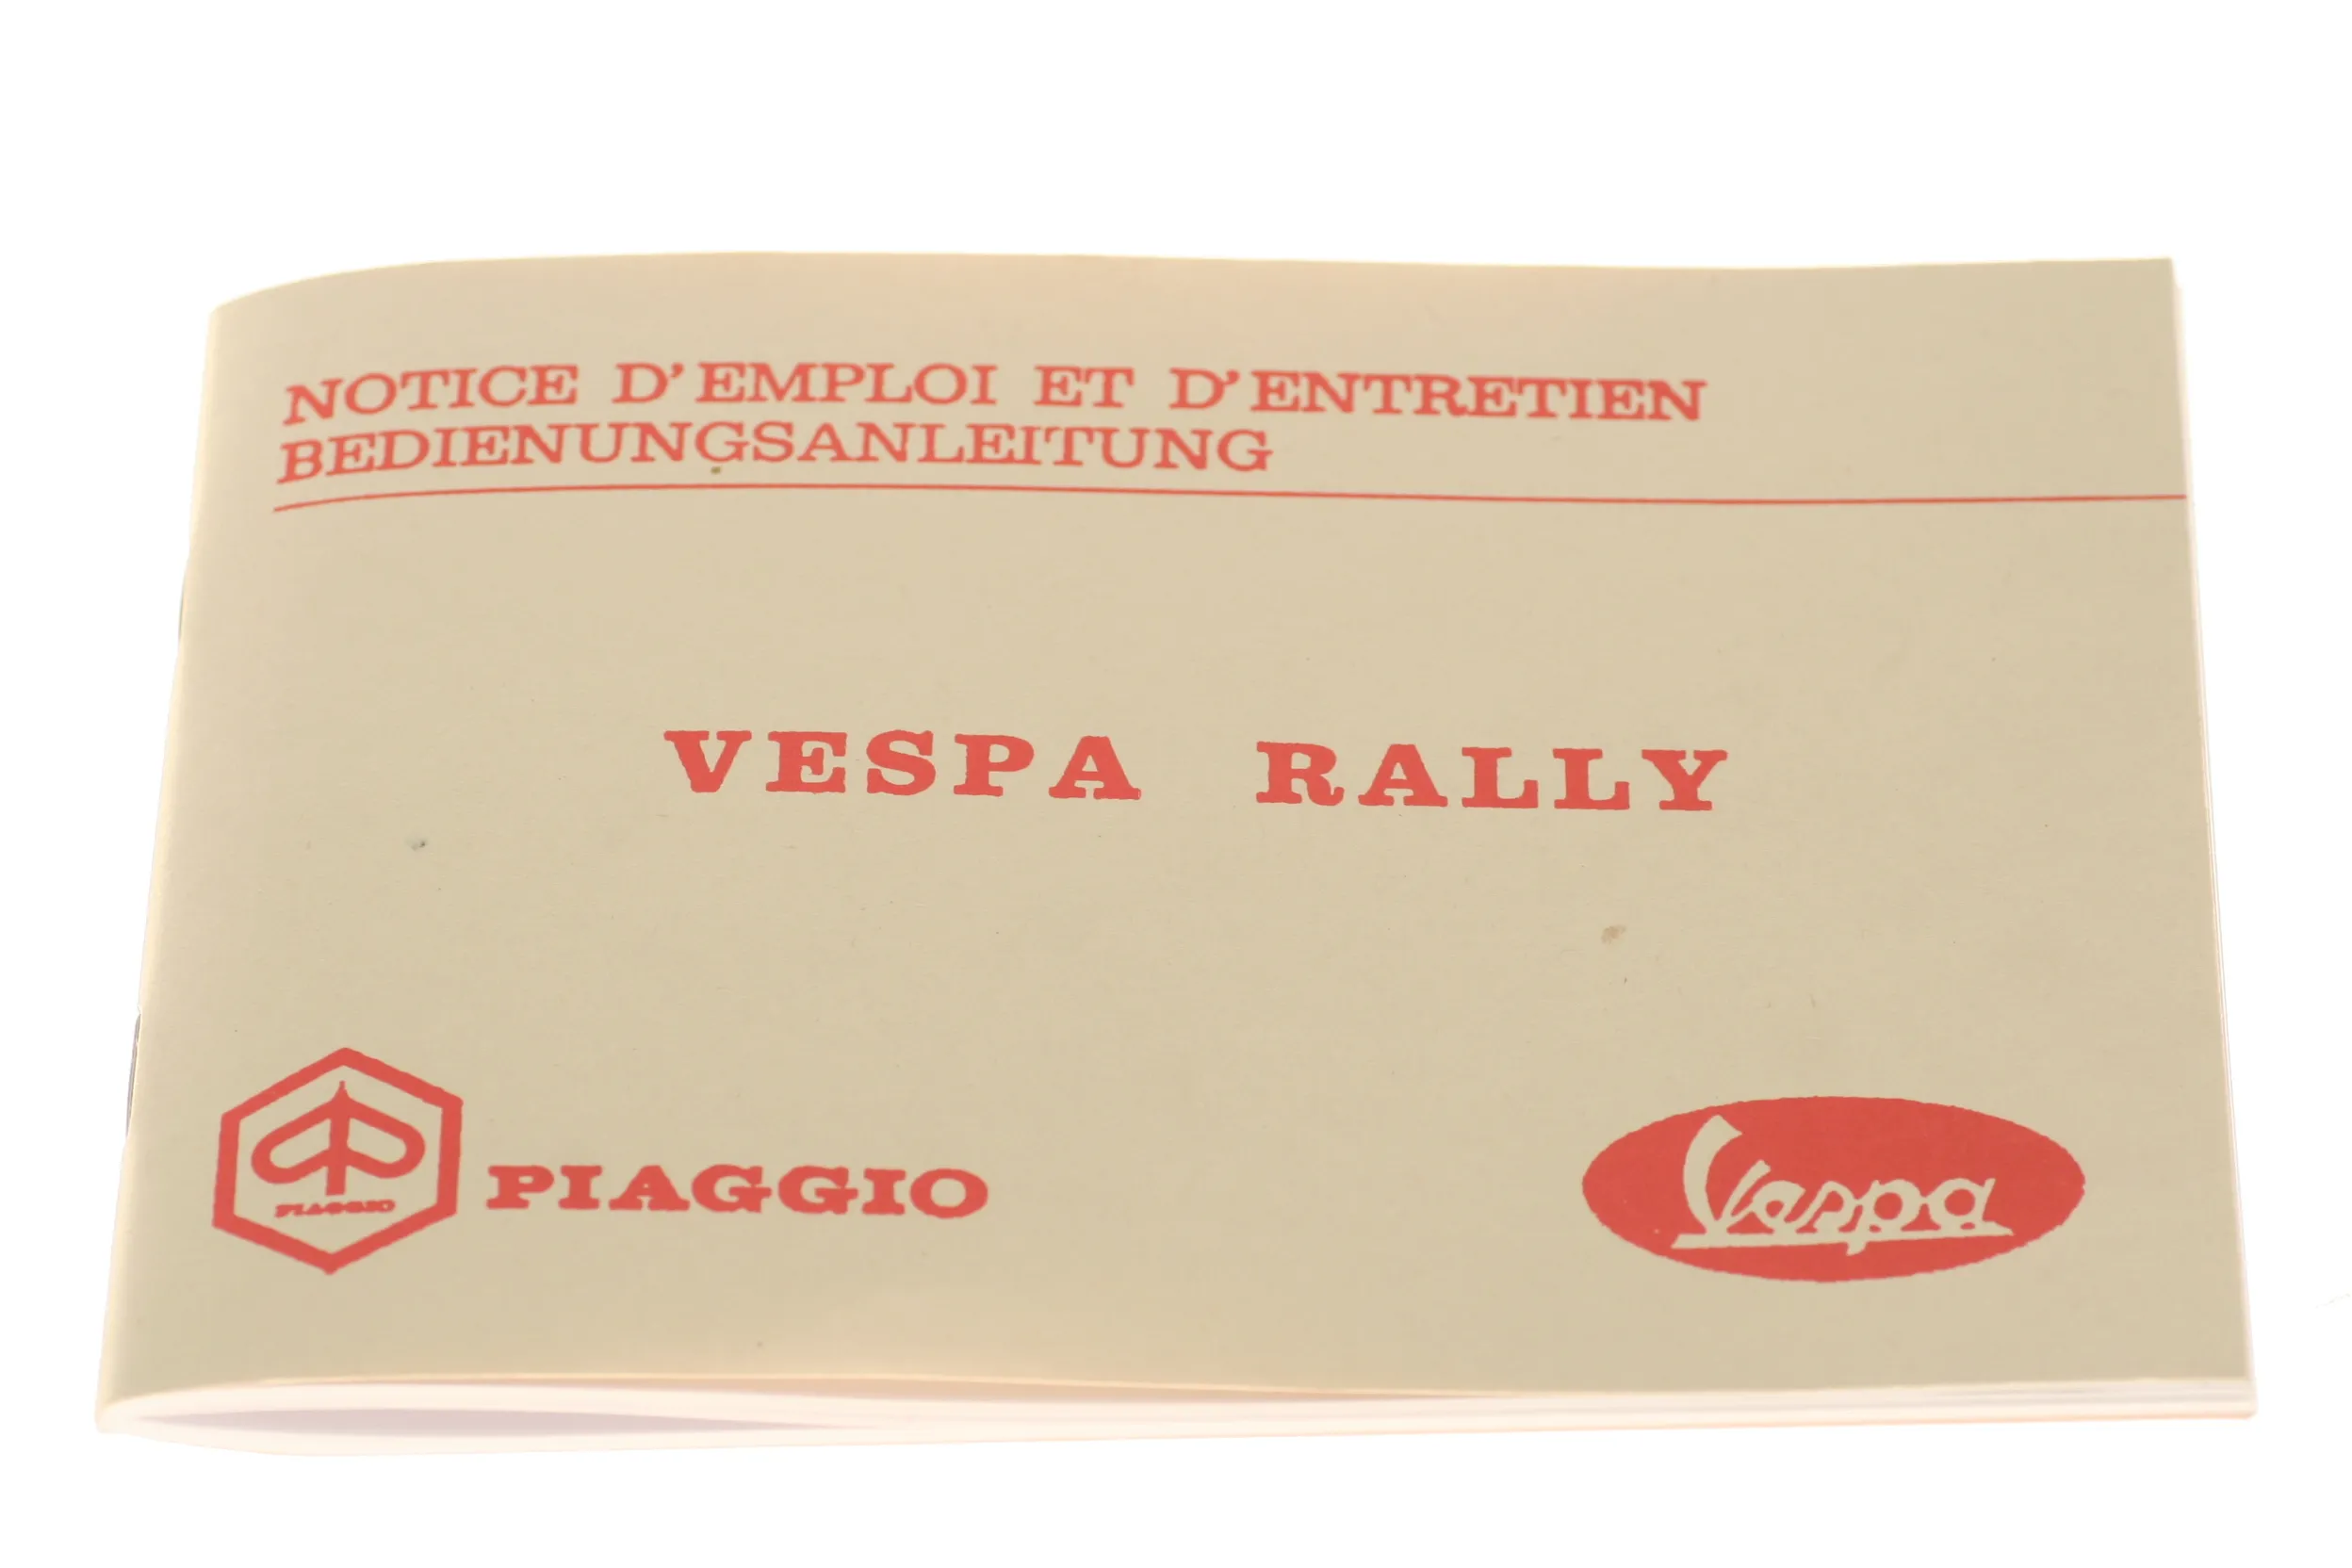 NOTICE D'EMPLOI ET D'ENTRETIEN
BEDIENUNGSANLEITUNG
VESPA RALLY
PIAGGIO
PIAGGIO
Vespa